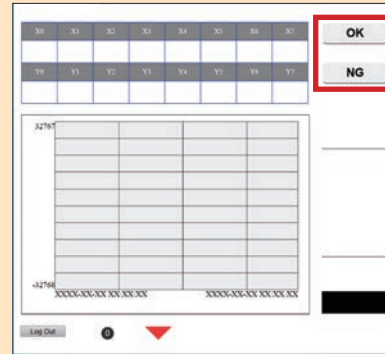 X0 X1 X2 X3 X4 X5 X6 X7
OK
Y0 Y1 Y2 Y3 Y4 Y5 Y6 Y7
NG
32767
-32768
XXXX-XX-XX XX:XX:XX XXXX-XX-XX XX:XX:XX
Log Out
0